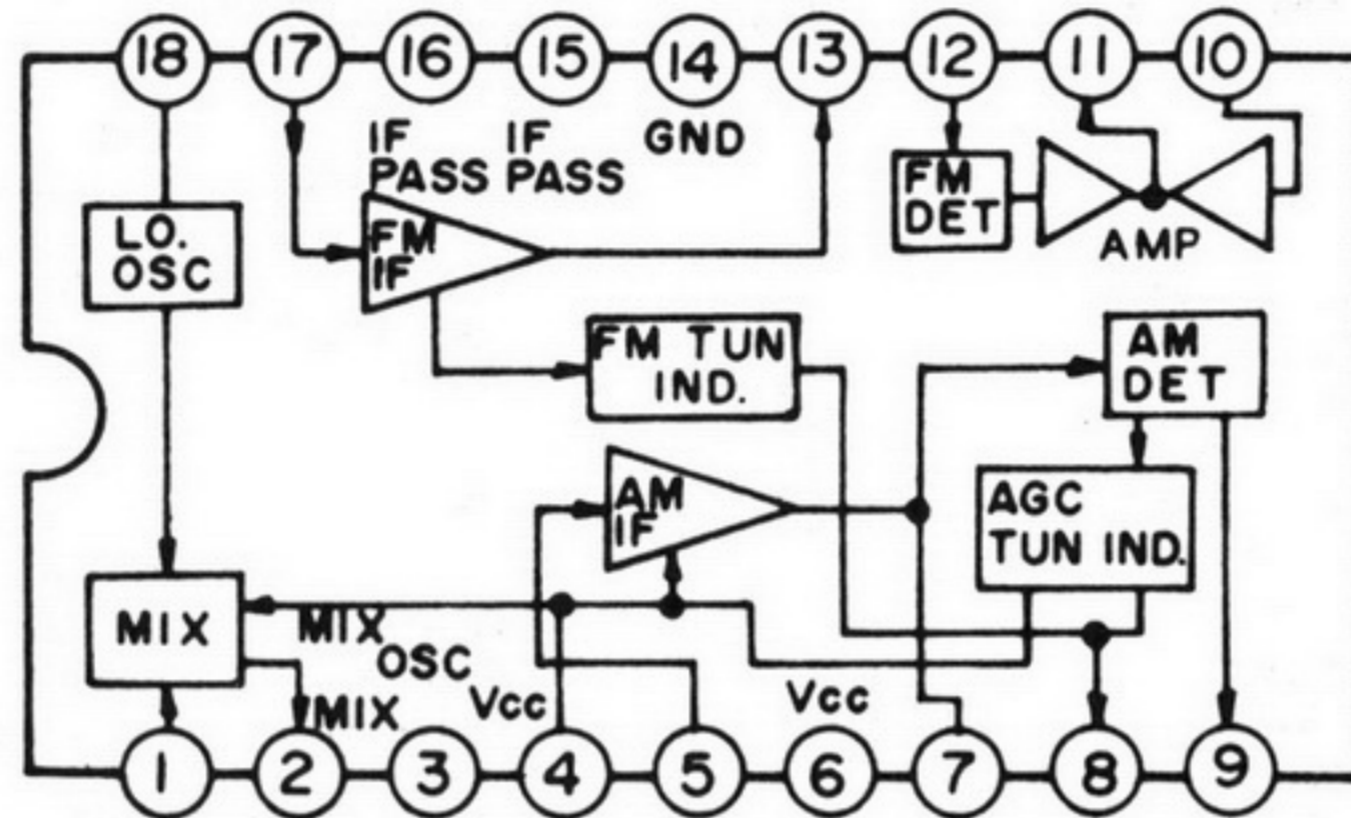 18 17 16 15 14 13 12 11 10
IF
PASS
IF
PASS
GND
LO.
OSC
FM
IF
FM
DET
AMP
FM TUN
IND.
AM
DET
AM
IF
AGC
TUN IND.
MIX
MIX
OSC
MIX
Vcc
Vcc
1 2 3 4 5 6 7 8 9